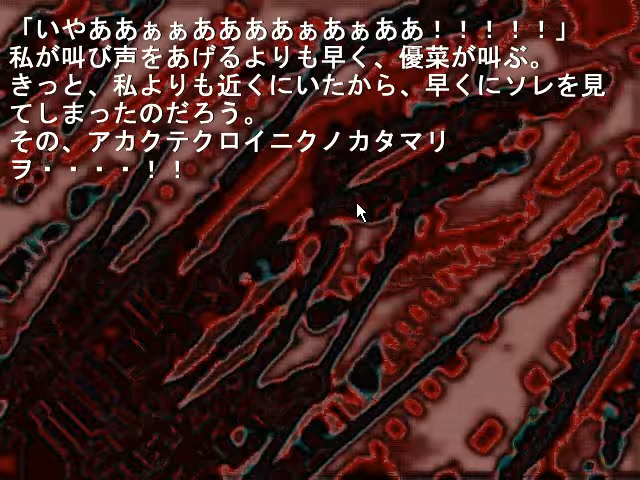 「いやああぁぁああああぁあぁああ！！！！！」
私が叫び声をあげるよりも早く、優菜が叫ぶ。
きっと、私よりも近くにいたから、早くにソレを見
てしまったのだろう。
その、アカクテクロイニクノカタマリ
ヲ・・・・！！